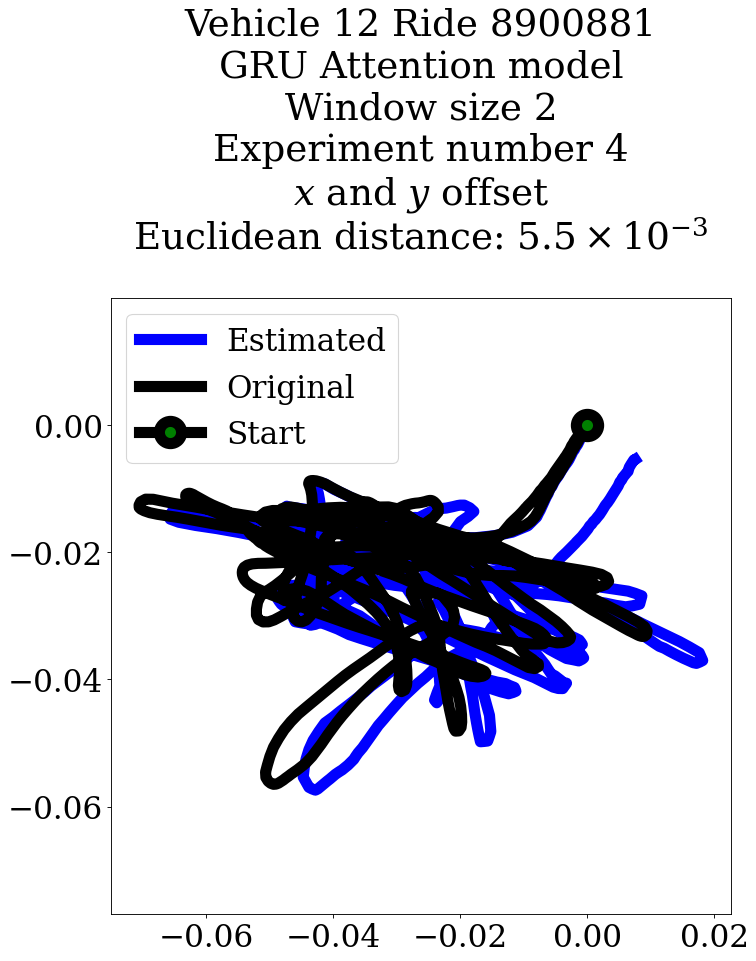 Vehicle 12 Ride 8900881
GRU Attention model
Window size 2
Experiment number 4
x and y offset
Euclidean distance: 5.5 × 10⁻³
Estimated
Original
Start
0.00
−0.02
−0.04
−0.06
−0.06 −0.04 −0.02 0.00 0.02